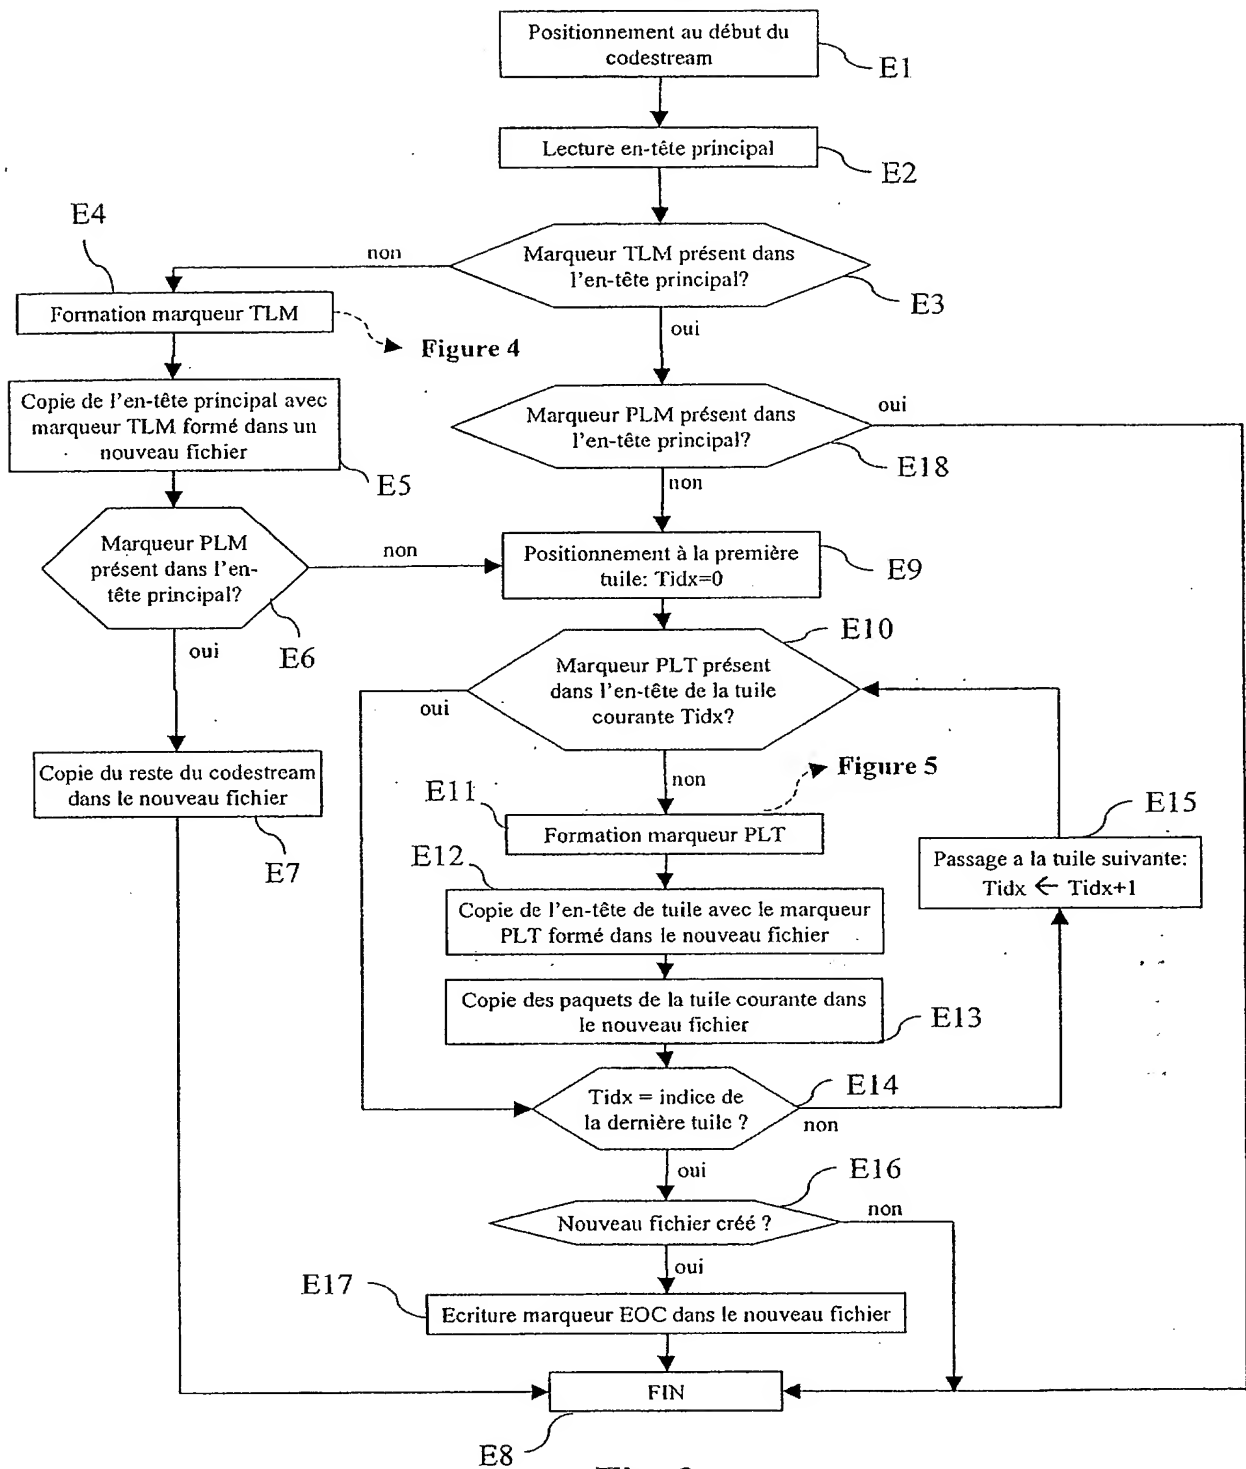 Positionnement au début du
codestream
E1
Lecture en-tête principal
E2
E4
non
Marqueur TLM présent dans
l'en-tête principal?
E3
Formation marqueur TLM
oui
Figure 4
Copie de l'en-tête principal avec
marqueur TLM formé dans un
nouveau fichier
E5
Marqueur PLM présent dans
l'en-tête principal?
oui
E18
non
Marqueur PLM
présent dans l'en-
tête principal?
non
E6
oui
Positionnement à la première
tuile: Tidx=0
E9
E10
Marqueur PLT présent
dans l'en-tête de la tuile
courante Tidx?
oui
non
Figure 5
Copie du reste du codestream
dans le nouveau fichier
E7
E11
Formation marqueur PLT
E15
Passage a la tuile suivante:
Tidx ← Tidx+1
E12
Copie de l'en-tête de tuile avec le marqueur
PLT formé dans le nouveau fichier
Copie des paquets de la tuile courante dans
le nouveau fichier
E13
Tidx = indice de
la dernière tuile ?
E14
non
oui
E16
Nouveau fichier créé ?
non
oui
E17
Ecriture marqueur EOC dans le nouveau fichier
FIN
E8